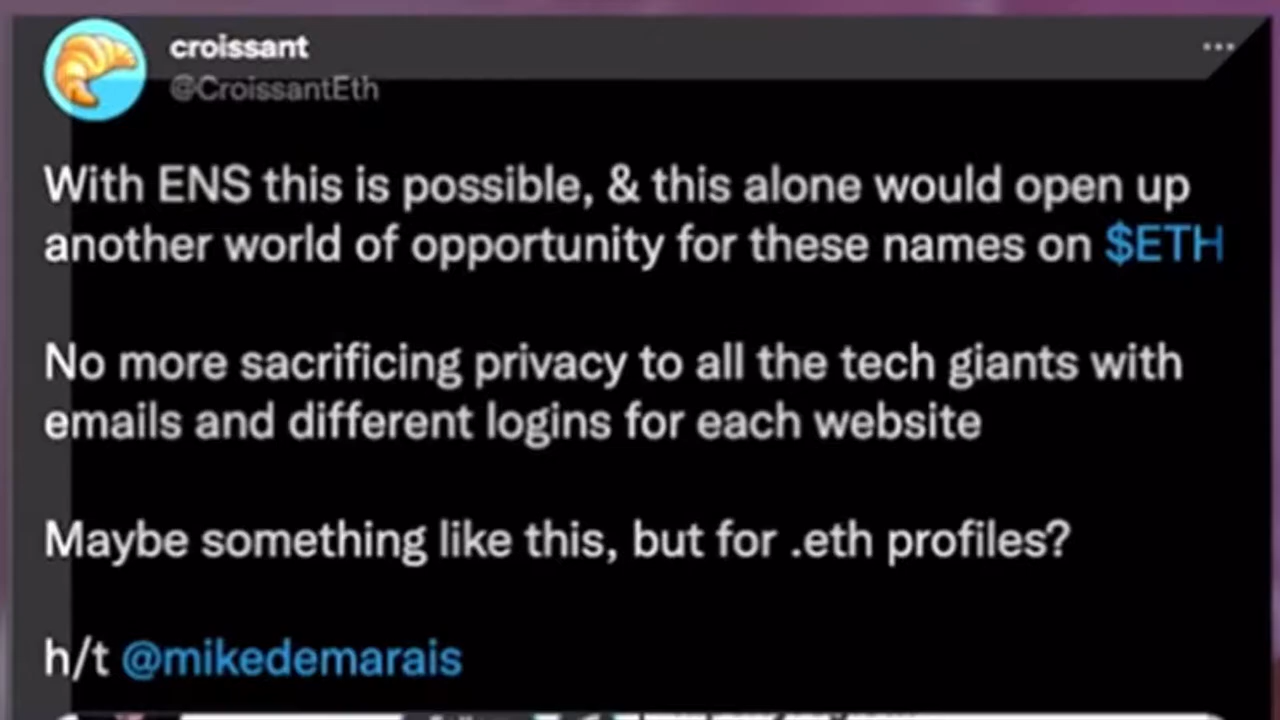 croissant
@CroissantEth
With ENS this is possible, & this alone would open up
another world of opportunity for these names on $ETH
No more sacrificing privacy to all the tech giants with
emails and different logins for each website
Maybe something like this, but for .eth profiles?
h/t @mikedemarais